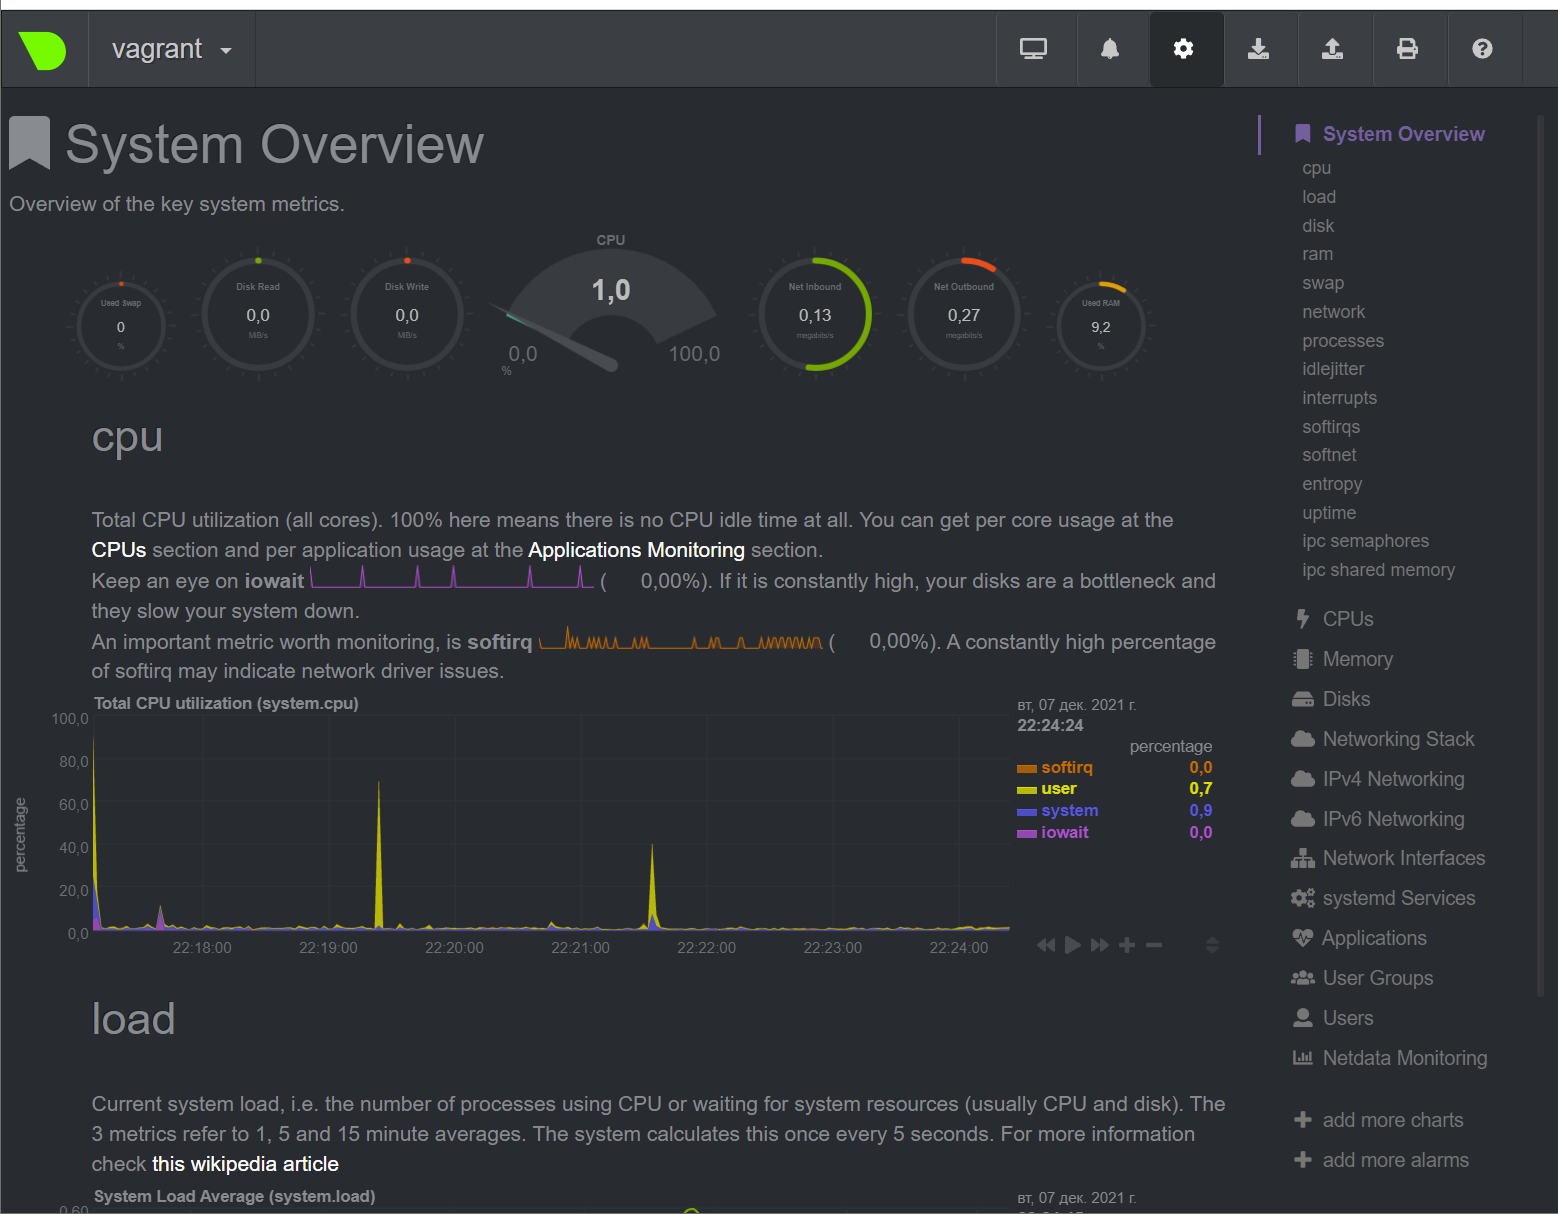 vagrant
System Overview
Overview of the key system metrics.
Used Swap
0
%
Disk Read
0,0
MiB/s
Disk Write
0,0
MiB/s
CPU
1,0
0,0
100,0
%
Net Inbound
0,13
megabits/s
Net Outbound
0,27
megabits/s
Used RAM
9,2
%
cpu
Total CPU utilization (all cores). 100% here means there is no CPU idle time at all. You can get per core usage at the
CPUs section and per application usage at the Applications Monitoring section.
Keep an eye on iowait ( 0,00%). If it is constantly high, your disks are a bottleneck and
they slow your system down.
An important metric worth monitoring, is softirq ( 0,00%). A constantly high percentage
of softirq may indicate network driver issues.
Total CPU utilization (system.cpu)
percentage
100,0
80,0
60,0
40,0
20,0
0,0
22:18:00 22:19:00 22:20:00 22:21:00 22:22:00 22:23:00 22:24:00
вт, 07 дек. 2021 г.
22:24:24
percentage
softirq 0,0
user 0,7
system 0,9
iowait 0,0
load
Current system load, i.e. the number of processes using CPU or waiting for system resources (usually CPU and disk). The
3 metrics refer to 1, 5 and 15 minute averages. The system calculates this once every 5 seconds. For more information
check this wikipedia article
System Load Average (system.load)
0.60
вт, 07 дек. 2021 г.
System Overview
cpu
load
disk
ram
swap
network
processes
idlejitter
interrupts
softirqs
softnet
entropy
uptime
ipc semaphores
ipc shared memory
CPUs
Memory
Disks
Networking Stack
IPv4 Networking
IPv6 Networking
Network Interfaces
systemd Services
Applications
User Groups
Users
Netdata Monitoring
add more charts
add more alarms